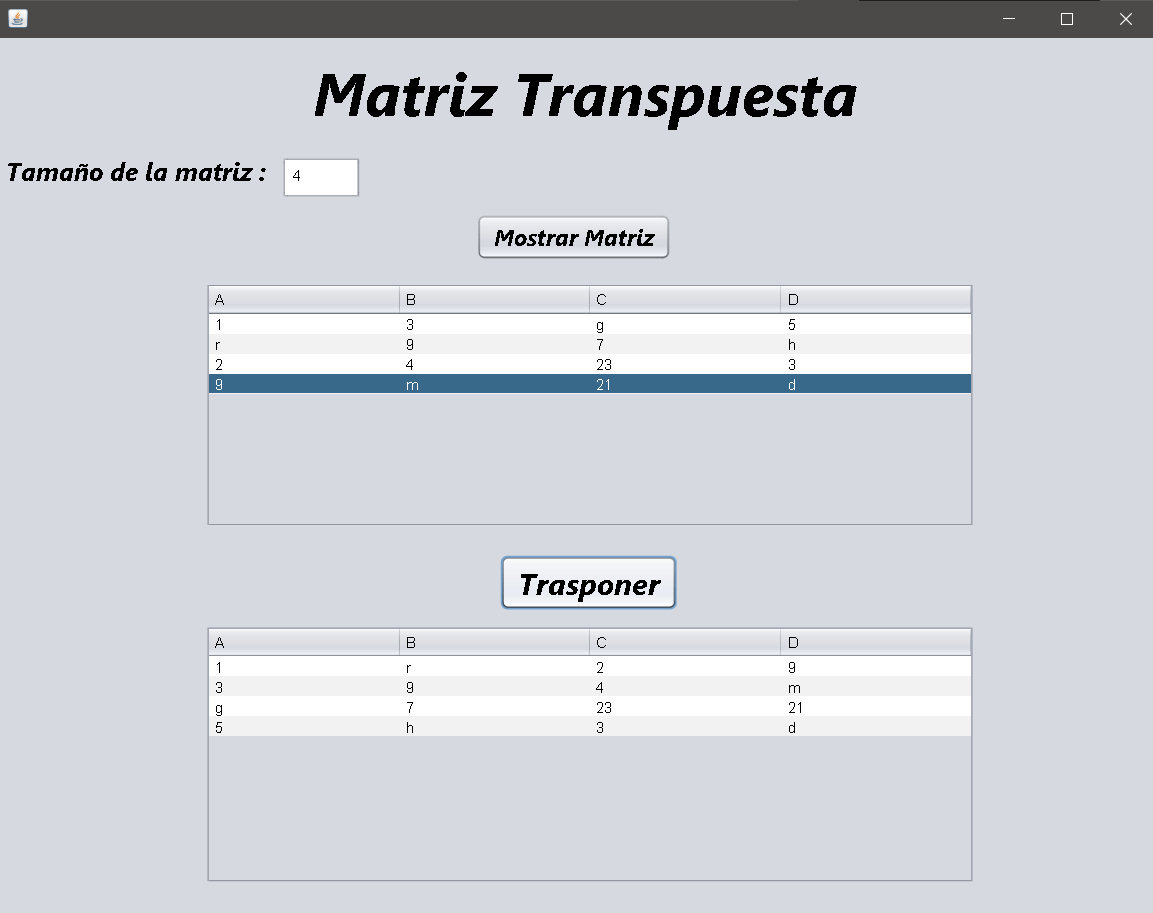 Matriz Transpuesta
Tamaño de la matriz : 4
Mostrar Matriz
A B C D
1 3 g 5
r 9 7 h
2 4 23 3
9 m 21 d
Trasponer
A B C D
1 r 2 9
3 9 4 m
g 7 23 21
5 h 3 d